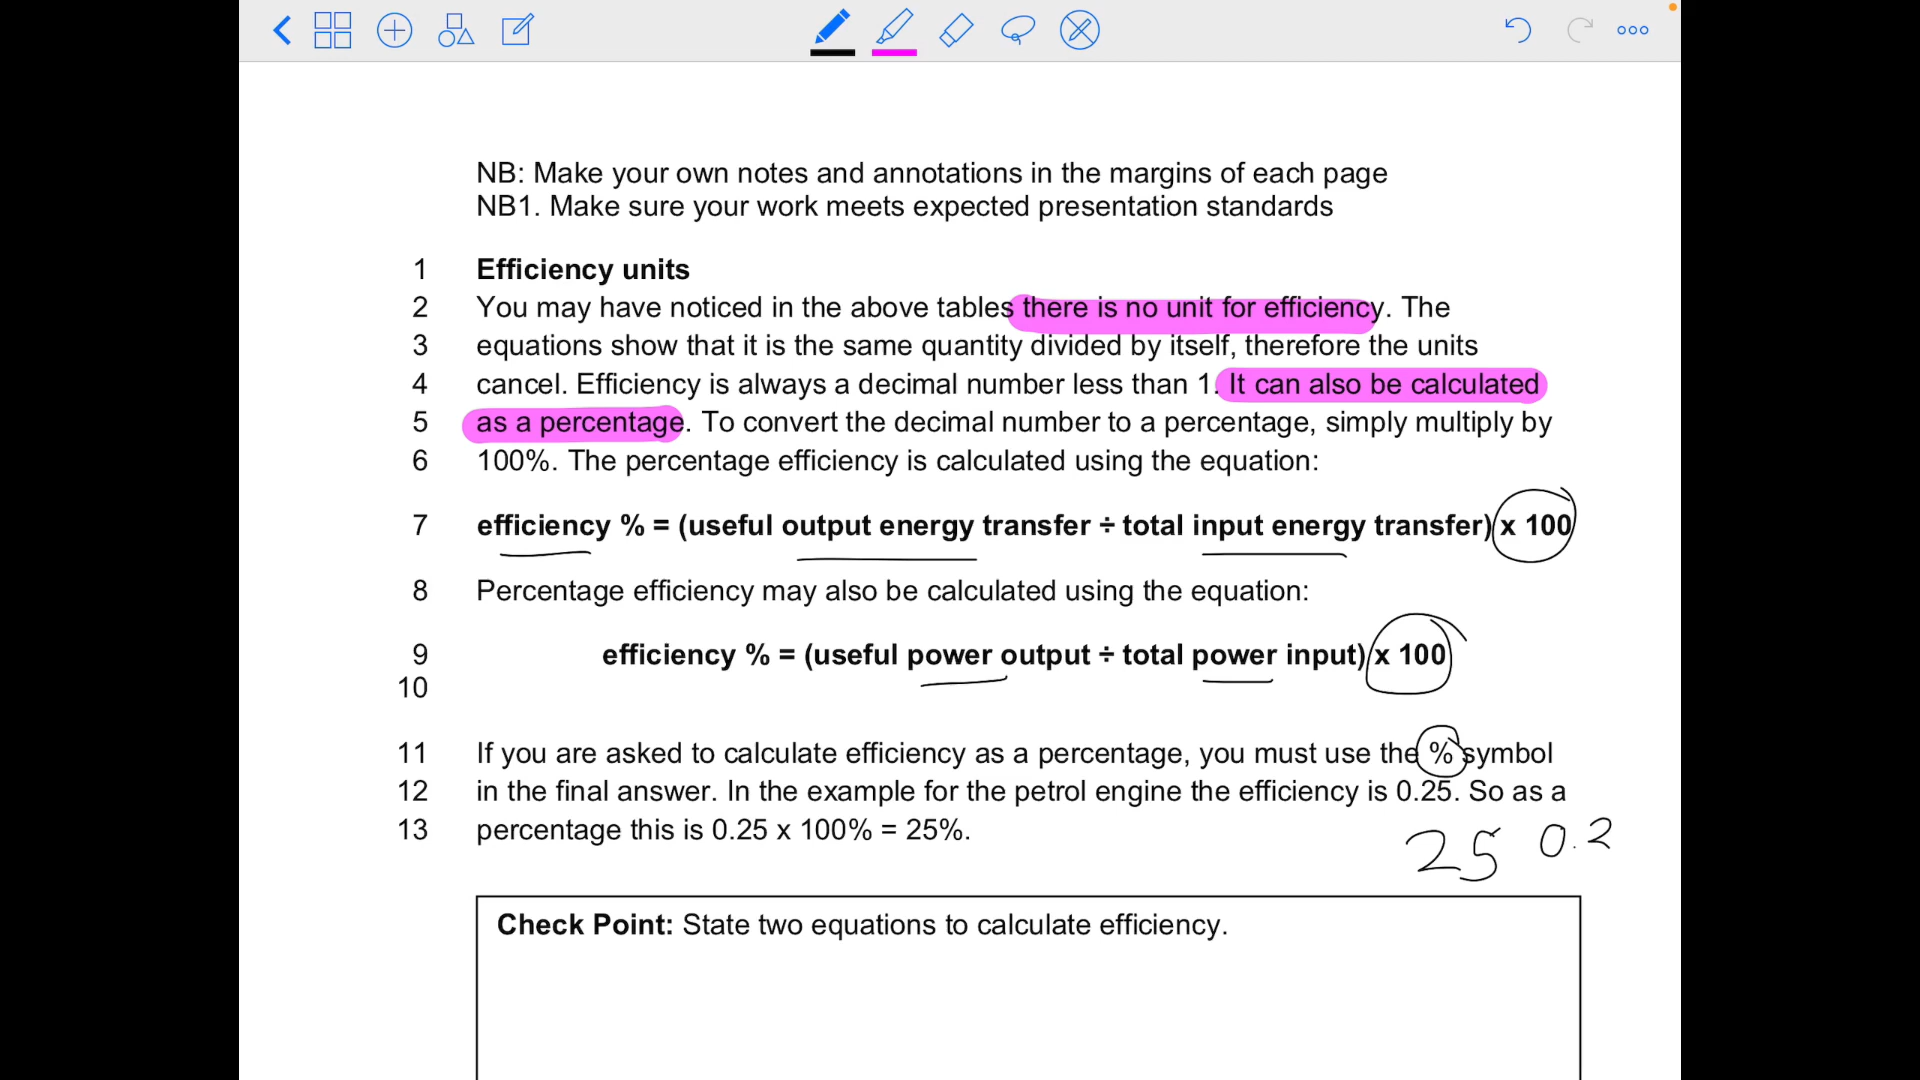 NB: Make your own notes and annotations in the margins of each page
NB1. Make sure your work meets expected presentation standards
1 Efficiency units
2 You may have noticed in the above tables there is no unit for efficiency. The
3 equations show that it is the same quantity divided by itself, therefore the units
4 cancel. Efficiency is always a decimal number less than 1. It can also be calculated
5 as a percentage. To convert the decimal number to a percentage, simply multiply by
6 100%. The percentage efficiency is calculated using the equation:
7 efficiency % = (useful output energy transfer ÷ total input energy transfer) x 100
8 Percentage efficiency may also be calculated using the equation:
9 efficiency % = (useful power output ÷ total power input) x 100
10
11 If you are asked to calculate efficiency as a percentage, you must use the % symbol
12 in the final answer. In the example for the petrol engine the efficiency is 0.25. So as a
13 percentage this is 0.25 x 100% = 25%.
25 0.2
Check Point: State two equations to calculate efficiency.